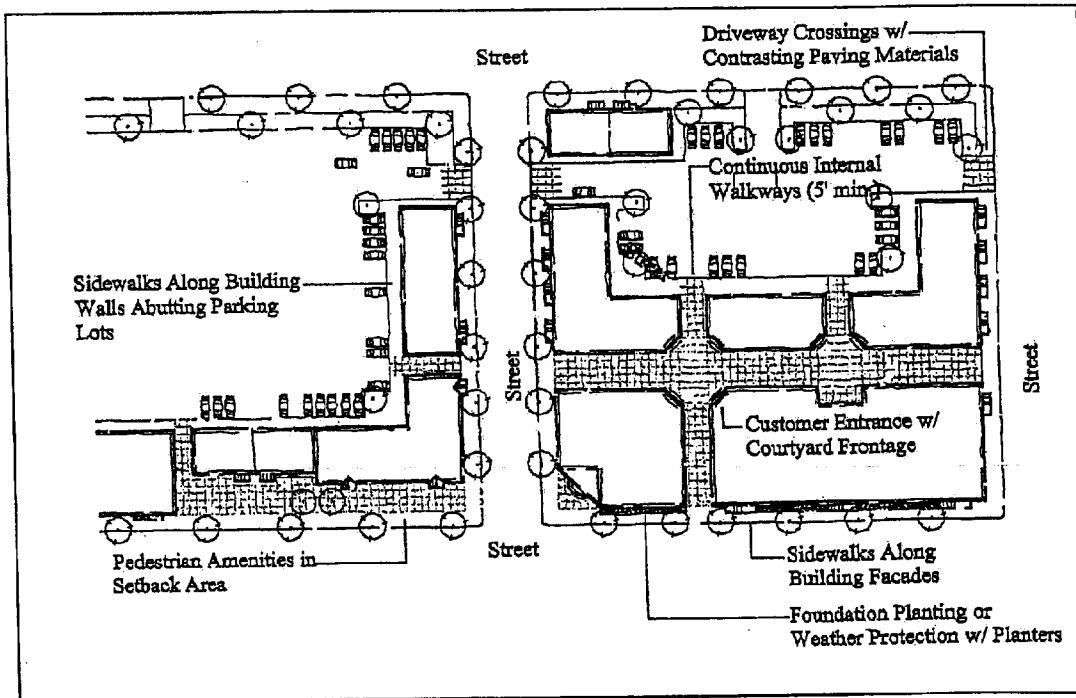 Street
Driveway Crossings w/
Contrasting Paving Materials
Continuous Internal
Walkways (5' min)
Sidewalks Along Building
Walls Abutting Parking
Lots
Street
Street
Customer Entrance w/
Courtyard Frontage
Pedestrian Amenities in
Setback Area
Street
Sidewalks Along
Building Facades
Foundation Planting or
Weather Protection w/ Planters